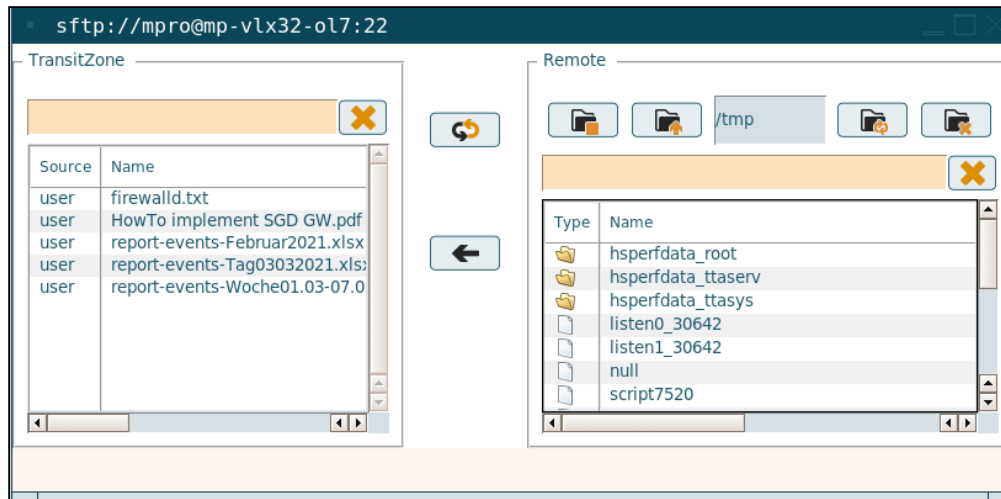 sftp://mpro@mp-vlx32-ol7:22
TransitZone
Source Name
user firewalld.txt
user HowTo implement SGD GW.pdf
user report-events-Februar2021.xlsx
user report-events-Tag03032021.xls
user report-events-Woche01.03-07.0
Remote
/tmp
Type Name
hsperfdata_root
hsperfdata_ttaserv
hsperfdata_ttasys
listen0_30642
listen1_30642
null
script7520